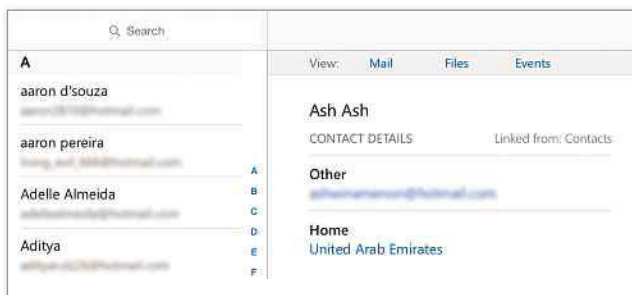 Search
A
aaron d'souza
aaron pereira
Adelle Almeida
Aditya
A
B
C
D
E
F
View: Mail Files Events
Ash Ash
CONTACT DETAILS Linked from: Contacts
Other
Home
United Arab Emirates